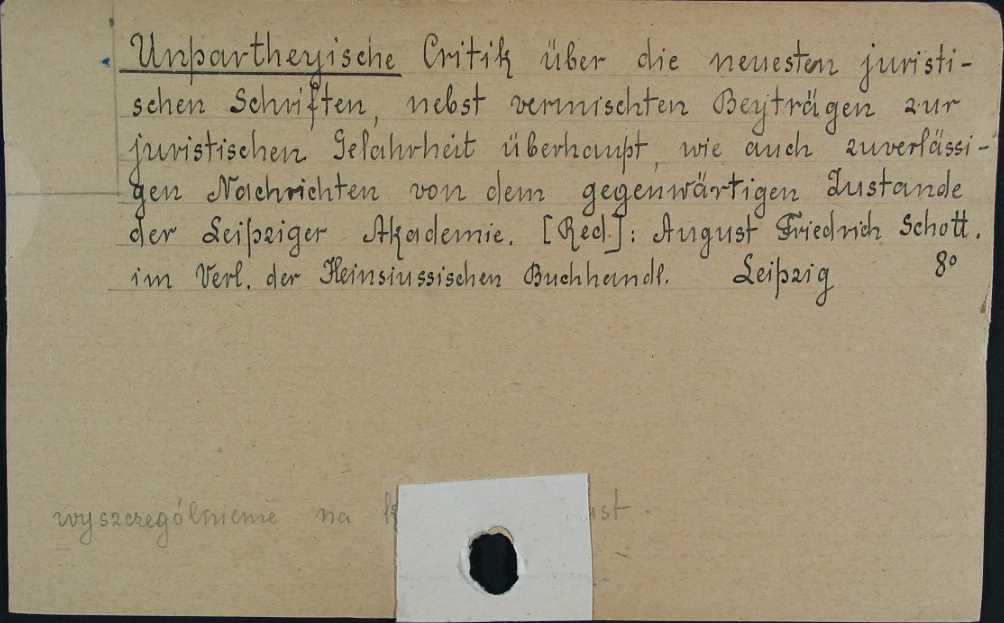 Unpartheyische Critik über die neuesten juristi-
schen Schriften, nebst vermischten Beyträgen zur
juristischen Gelahrheit überhaupt, wie auch zuverlässi-
gen Nachrichten von dem gegenwärtigen Zustande
der Leipziger Akademie. [Red.]: August Friedrich Schott.
im Verl. der Heinsiussischen Buchhandl. Leipzig 8°
wyszczególnienie na